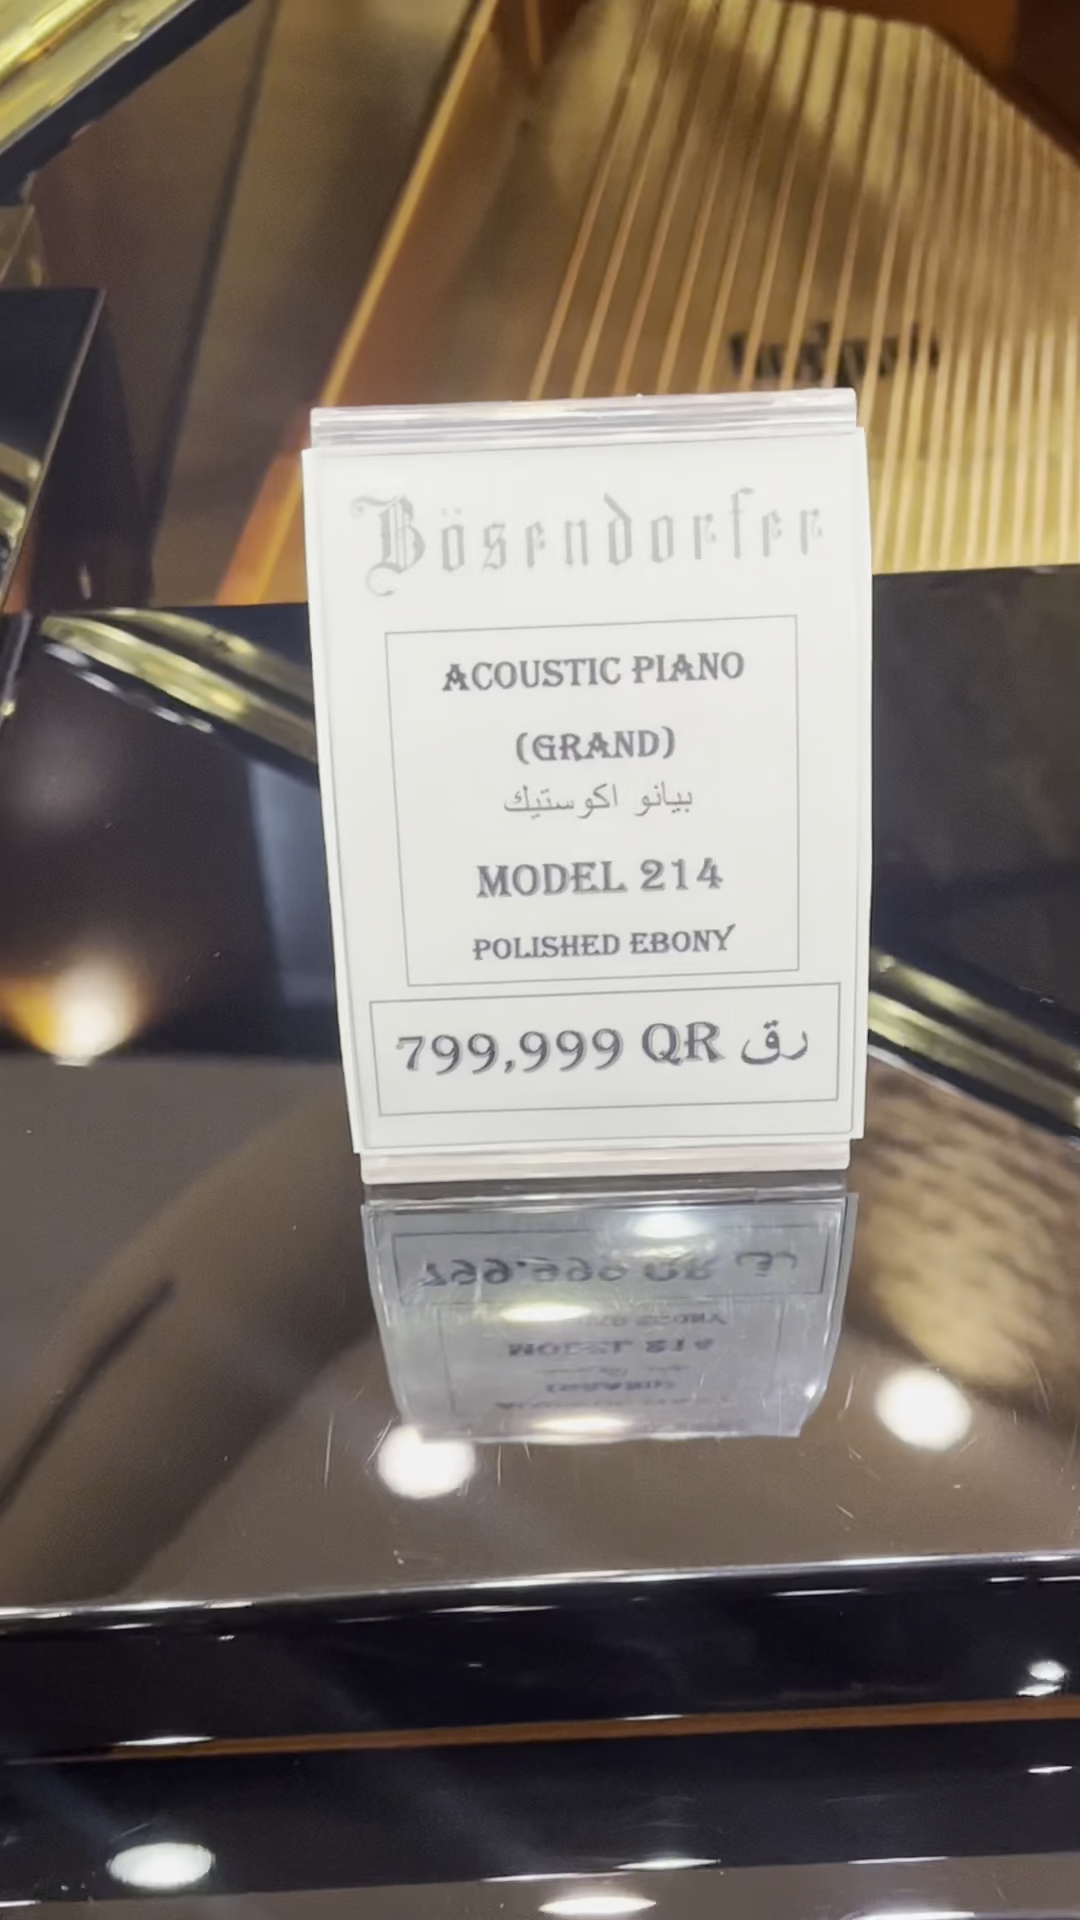 Bösendorfer
ACOUSTIC PIANO
(GRAND)
بيانو اكوستيك
MODEL 214
POLISHED EBONY
799,999 QR رق